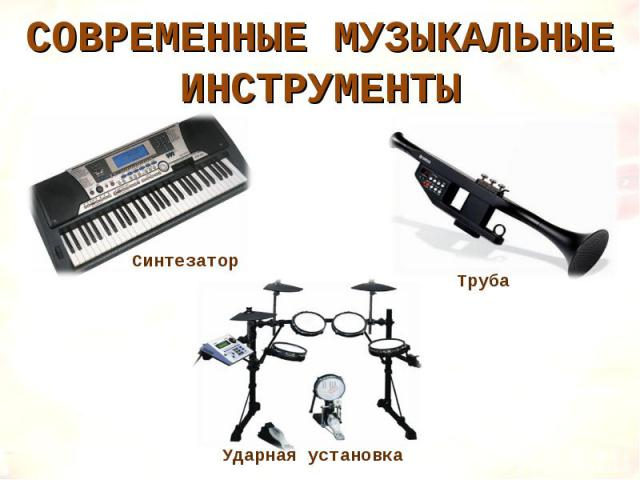 СОВРЕМЕННЫЕ МУЗЫКАЛЬНЫЕ
ИНСТРУМЕНТЫ
Синтезатор
Труба
Ударная установка